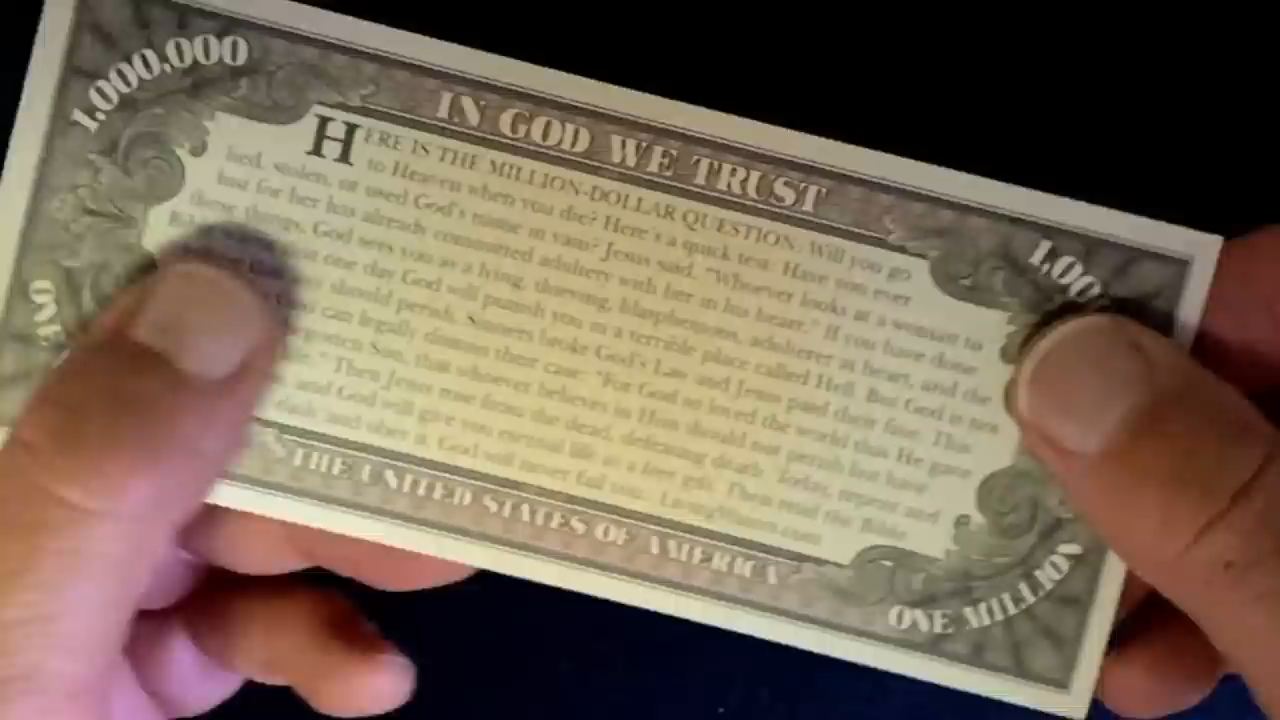 1,000,000
IN GOD WE TRUST
1,00
HERE IS THE MILLION-DOLLAR QUESTION: Will you go
to Heaven when you die? Here's a quick test. Have you ever
lied, stolen, or used God's name in vain? Jesus said, "Whoever looks at a woman to
lust for her has already committed adultery with her in his heart." If you have done
these things, God sees you as a lying, thieving, blasphemous, adulterer at heart, and the
one day God will punish you in a terrible place called Hell. But God is not
should perish. Sinners broke God's Law and Jesus paid their fine. This
can legally dismiss their case: "For God so loved the world that He gave
Son, that whoever believes in Him should not perish but have
Then Jesus rose from the dead, defeating death. Today, repent and
and God will give you eternal life as a free gift. Then read the Bible
daily and obey it. God will never fail you.
THE UNITED STATES OF AMERICA
ONE MILLION